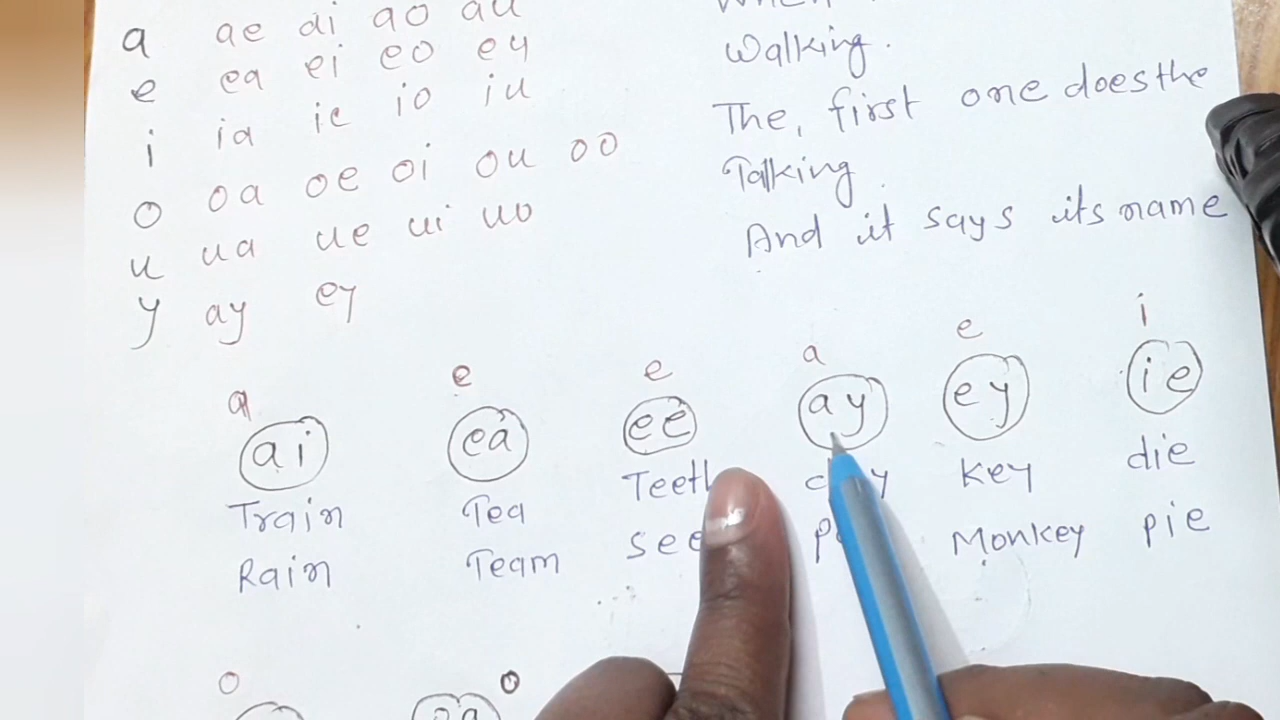 a ae ai ao au
e ea ei eo eu
i ia ie io iu
o oa oe oi ou oo
u ua ue ui uo
y ay ey
Walking.
The, first one does the
Talking
And it says its name
a e e a e i
ai ea ee ay ey ie
Train Tea key die
Rain Team Monkey pie
o o
oa